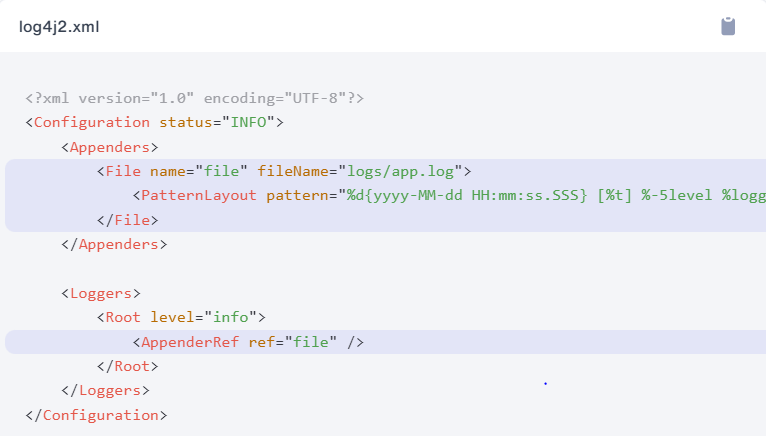 log4j2.xml
<?xml version="1.0" encoding="UTF-8"?>
<Configuration status="INFO">
    <Appenders>
        <File name="file" fileName="logs/app.log">
            <PatternLayout pattern="%d{yyyy-MM-dd HH:mm:ss.SSS} [%t] %-5level %logg
        </File>
    </Appenders>
    <Loggers>
        <Root level="info">
            <AppenderRef ref="file" />
        </Root>
    </Loggers>
</Configuration>